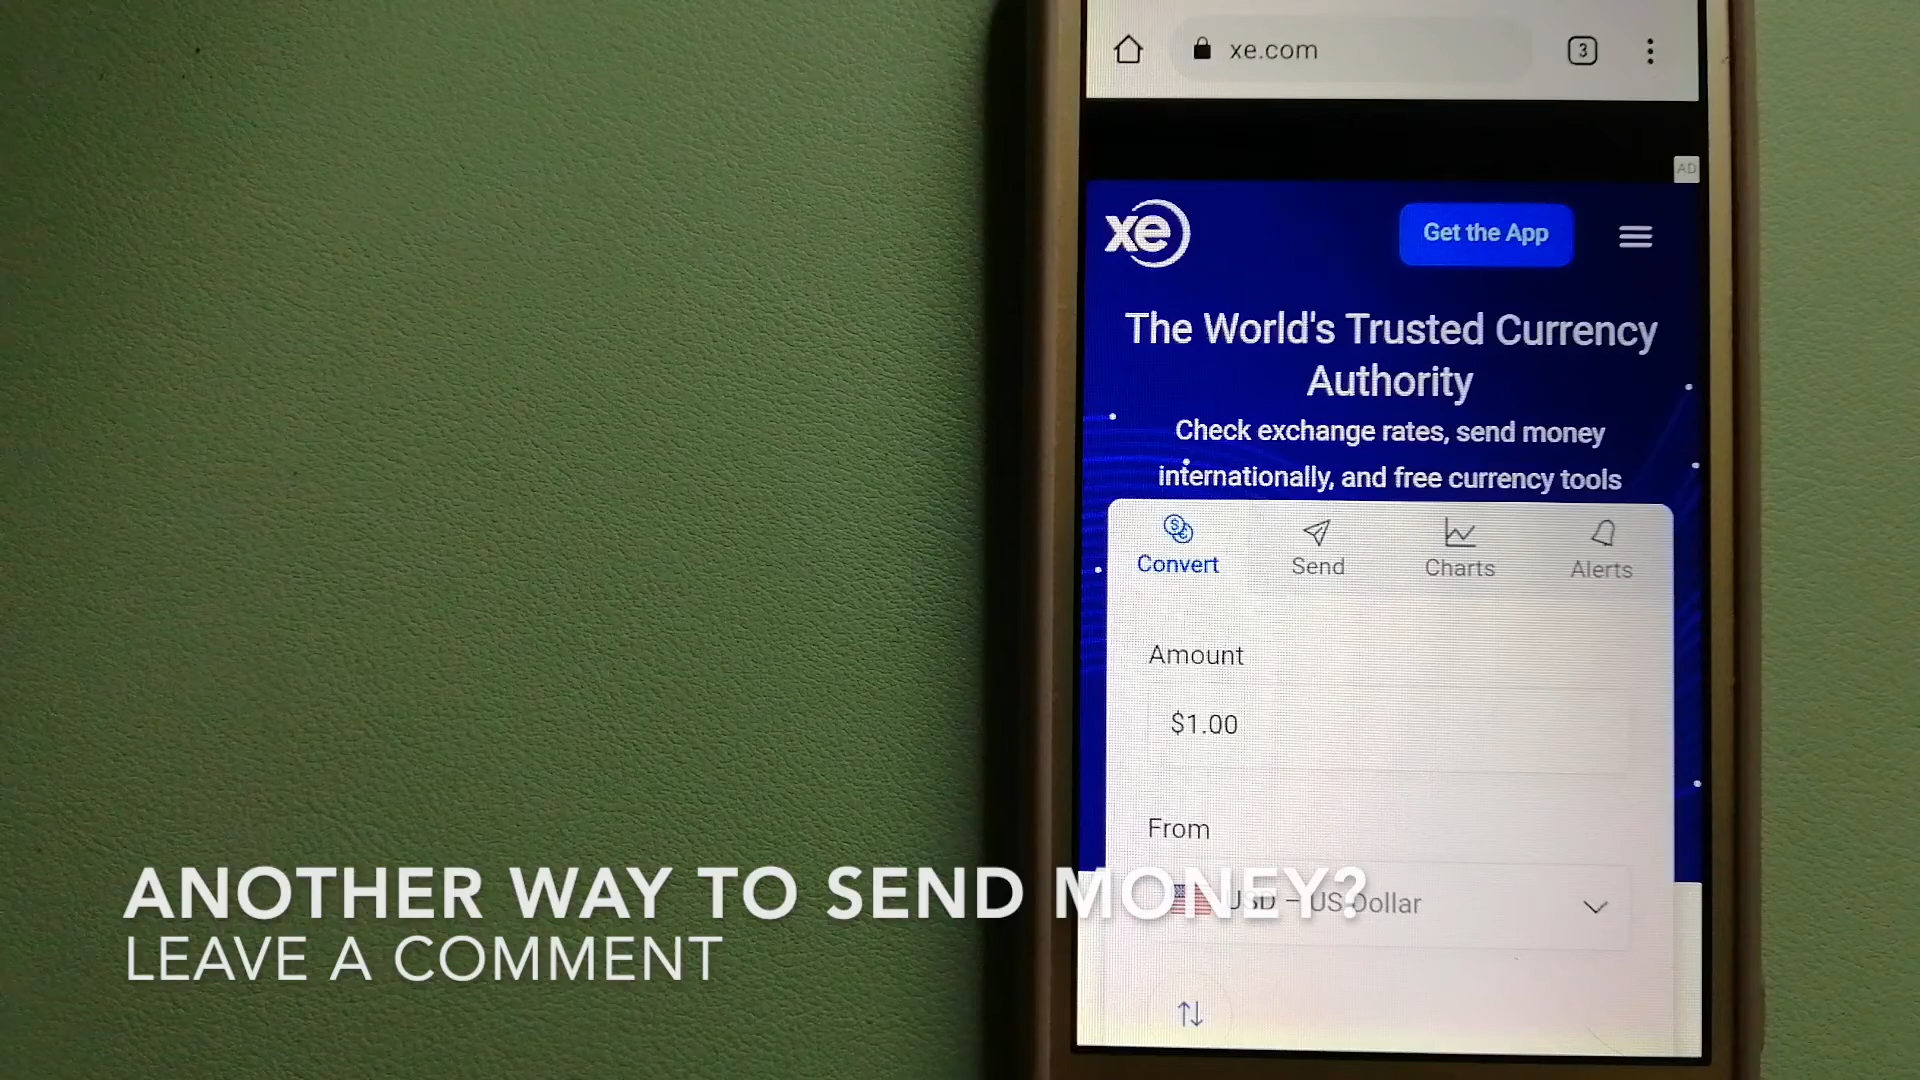 xe.com
3
AD
xe
Get the App
The World's Trusted Currency
Authority
Check exchange rates, send money
internationally, and free currency tools
Convert
Send
Charts
Alerts
Amount
$1.00
From
USD – US Dollar
ANOTHER WAY TO SEND MONEY?
LEAVE A COMMENT